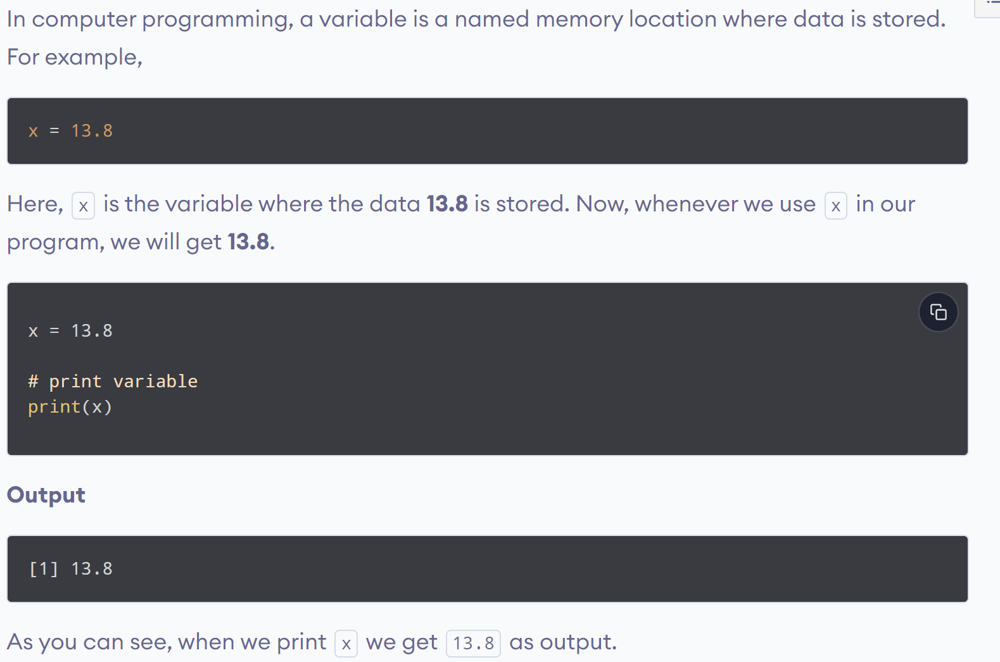 In computer programming, a variable is a named memory location where data is stored.
For example,
x = 13.8
Here, x is the variable where the data 13.8 is stored. Now, whenever we use x in our
program, we will get 13.8.
x = 13.8
# print variable
print(x)
Output
[1] 13.8
As you can see, when we print x we get 13.8 as output.